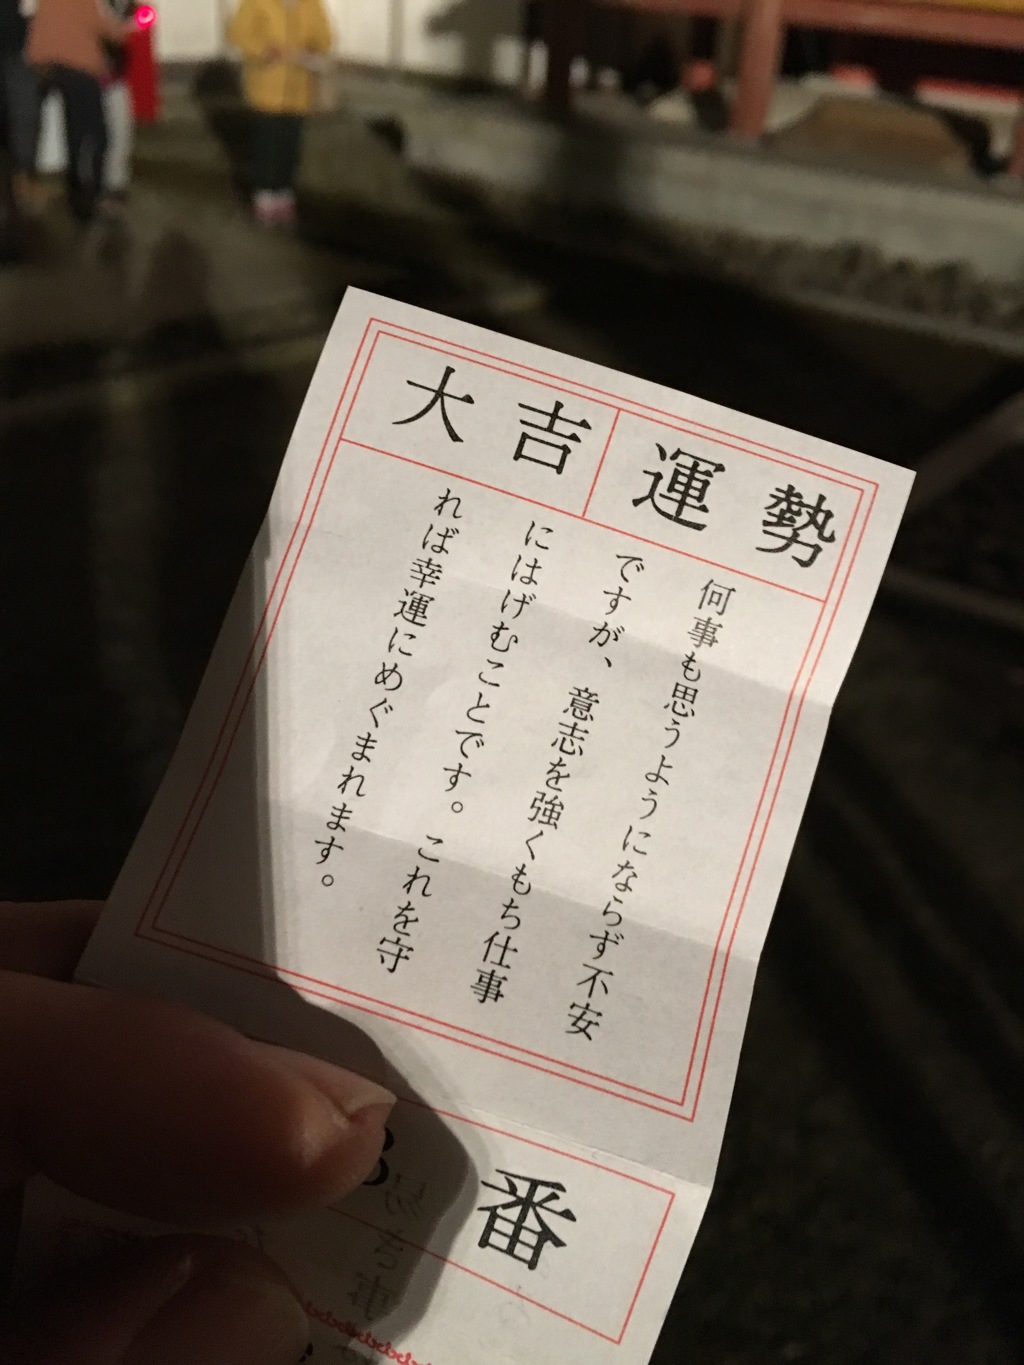 運勢
大吉
何事も思うようにならず不安
ですが、意志を強くもち仕事
にはげむことです。これを守
れば幸運にめぐまれます。
番